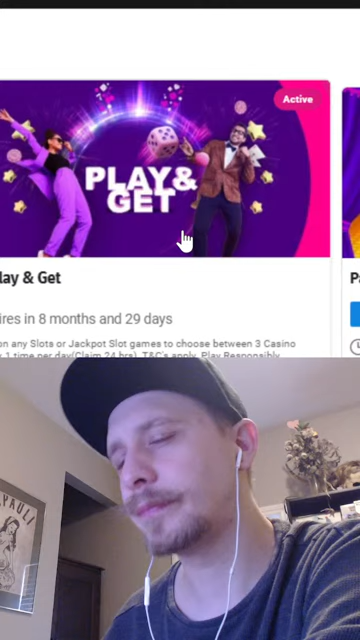 Active
PLAY&
GET
lay & Get
P
ires in 8 months and 29 days
on any Slots or Jackpot Slot games to choose between 3 Casino
1 time per day(Claim 24 hrs). T&C's apply. Play Responsibly.
PAULI